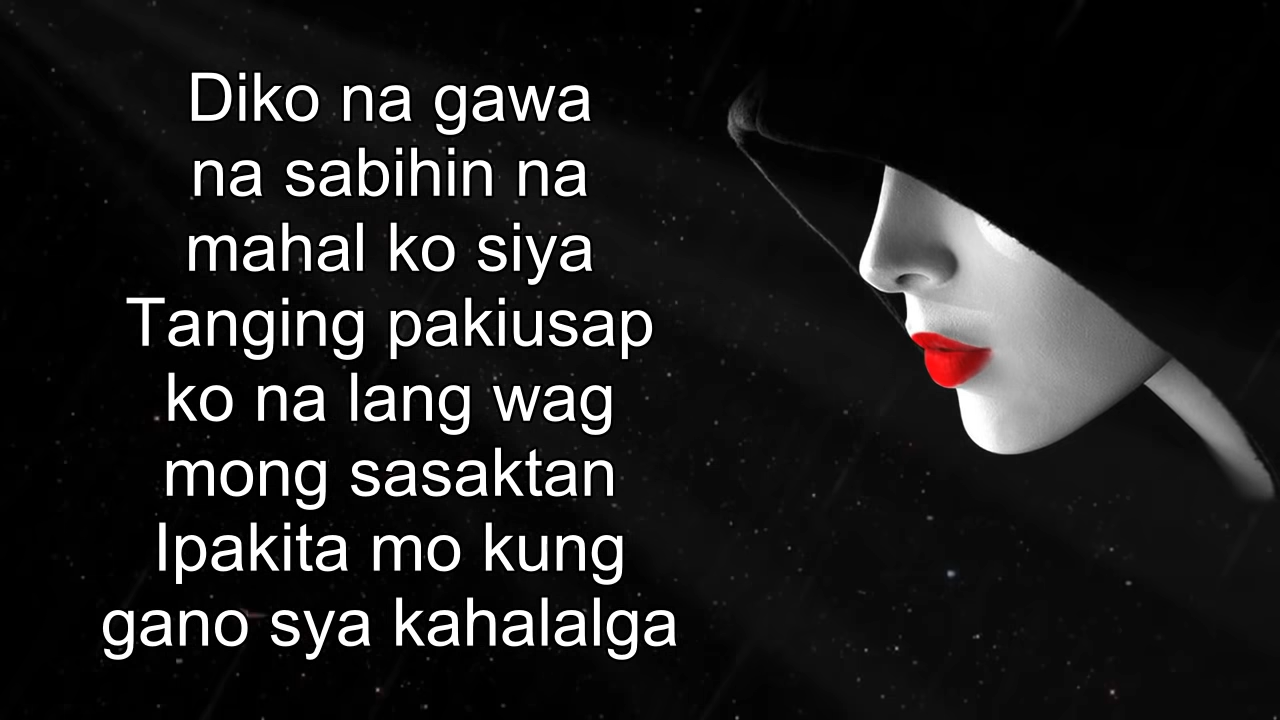 Diko na gawa
na sabihin na
mahal ko siya
Tanging pakiusap
ko na lang wag
mong sasaktan
Ipakita mo kung
gano sya kahalalga